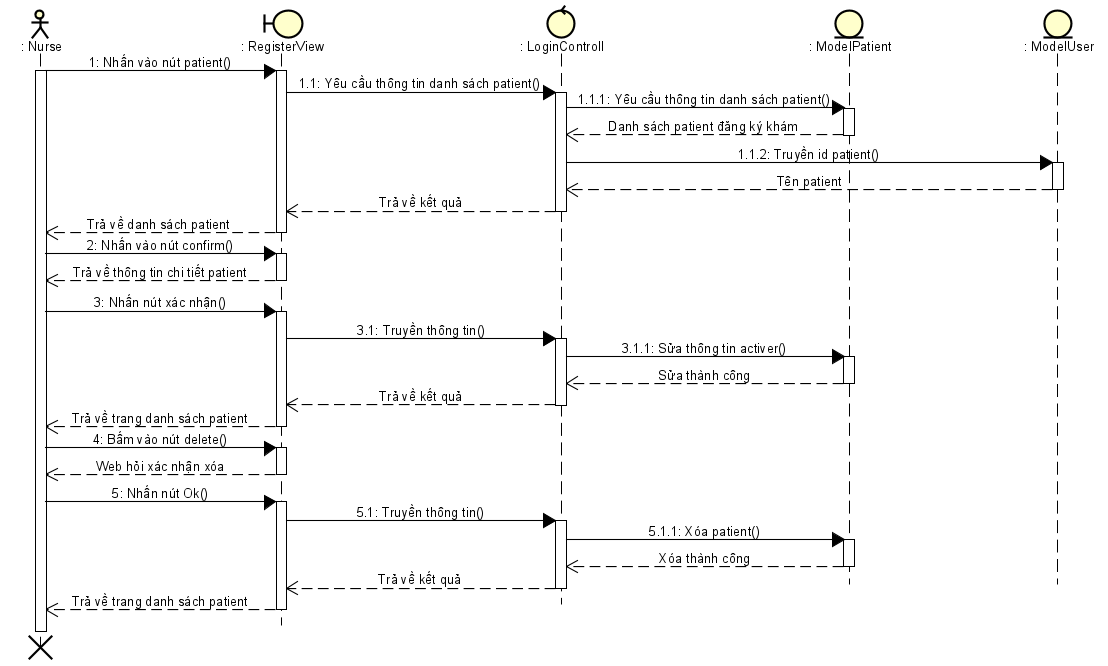 : Nurse
: RegisterView
: LoginControll
: ModelPatient
: ModelUser
1: Nhấn vào nút patient()
1.1: Yêu cầu thông tin danh sách patient()
1.1.1: Yêu cầu thông tin danh sách patient()
Danh sách patient đăng ký khám
1.1.2: Truyền id patient()
Tên patient
Trả về kết quả
Trả về danh sách patient
2: Nhấn vào nút confirm()
Trả về thông tin chi tiết patient
3: Nhấn nút xác nhận()
3.1: Truyền thông tin()
3.1.1: Sửa thông tin activer()
Sửa thành công
Trả về kết quả
Trả về trang danh sách patient
4: Bấm vào nút delete()
Web hỏi xác nhận xóa
5: Nhấn nút Ok()
5.1: Truyền thông tin()
5.1.1: Xóa patient()
Xóa thành công
Trả về kết quả
Trả về trang danh sách patient